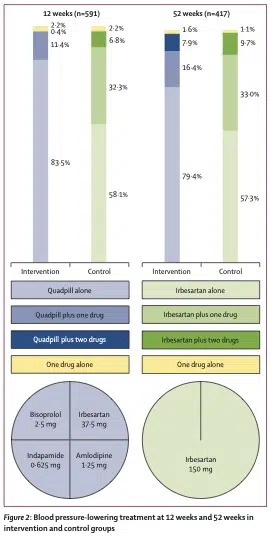 12 weeks (n=591)
52 weeks (n=417)
2·2%
0·4%
11·4%
83·5%
2·2%
6·8%
32·3%
58·1%
1·6%
7·9%
16·4%
79·4%
1·1%
9·7%
33·0%
57·3%
Intervention
Control
Intervention
Control
Quadpill alone
Irbesartan alone
Quadpill plus one drug
Irbesartan plus one drug
Quadpill plus two drugs
Irbesartan plus two drugs
One drug alone
One drug alone
Bisoprolol
2·5 mg
Irbesartan
37·5 mg
Indapamide
0·625 mg
Amlodipine
1·25 mg
Irbesartan
150 mg
Figure 2: Blood pressure-lowering treatment at 12 weeks and 52 weeks in
intervention and control groups